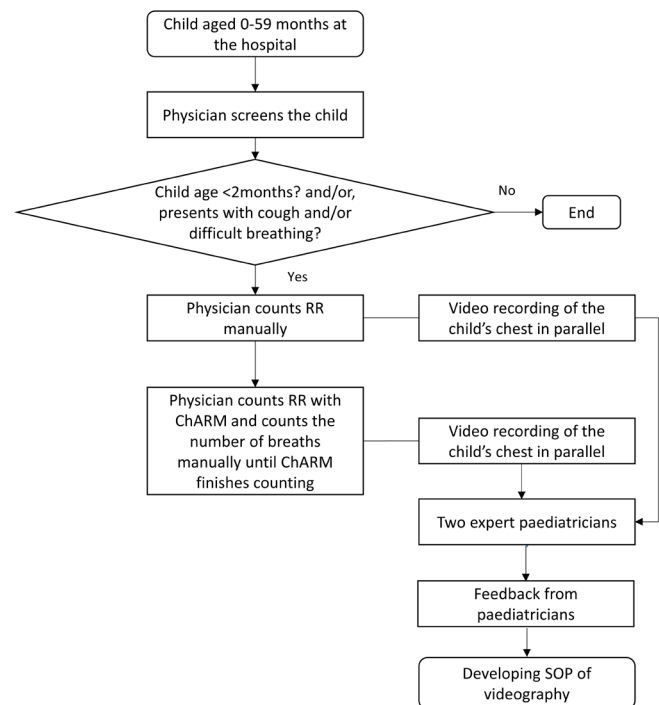 Child aged 0-59 months at
the hospital
Physician screens the child
Child age <2months? and/or,
presents with cough and/or
difficult breathing?
No
End
Yes
Physician counts RR
manually
Video recording of the
child's chest in parallel
Physician counts RR with
ChARM and counts the
number of breaths
manually until ChARM
finishes counting
Video recording of the
child's chest in parallel
Two expert paediatricians
Feedback from
paediatricians
Developing SOP of
videography